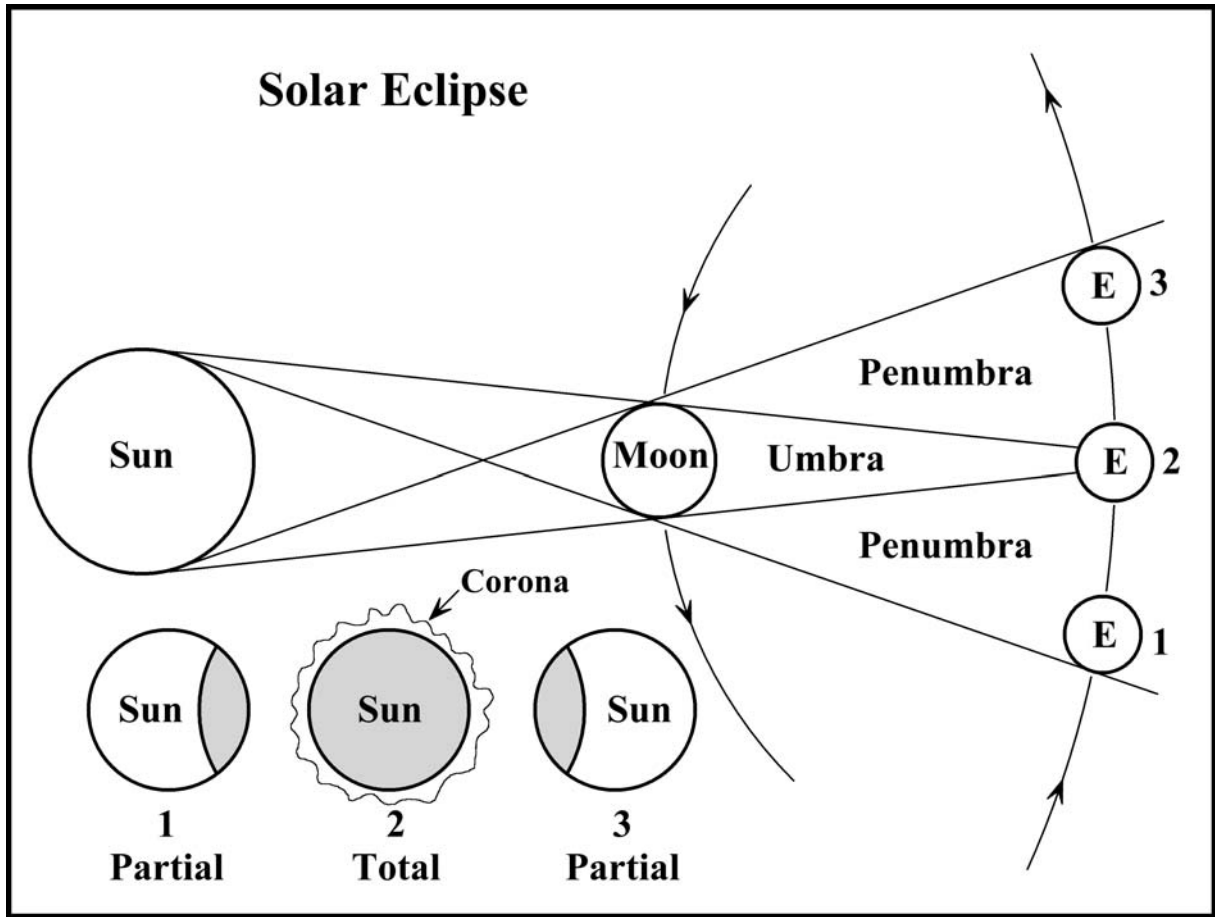 Solar Eclipse
E 3
Penumbra
Sun
Moon
Umbra
E 2
Penumbra
Corona
E 1
Sun
Sun
Sun
1
Partial
2
Total
3
Partial